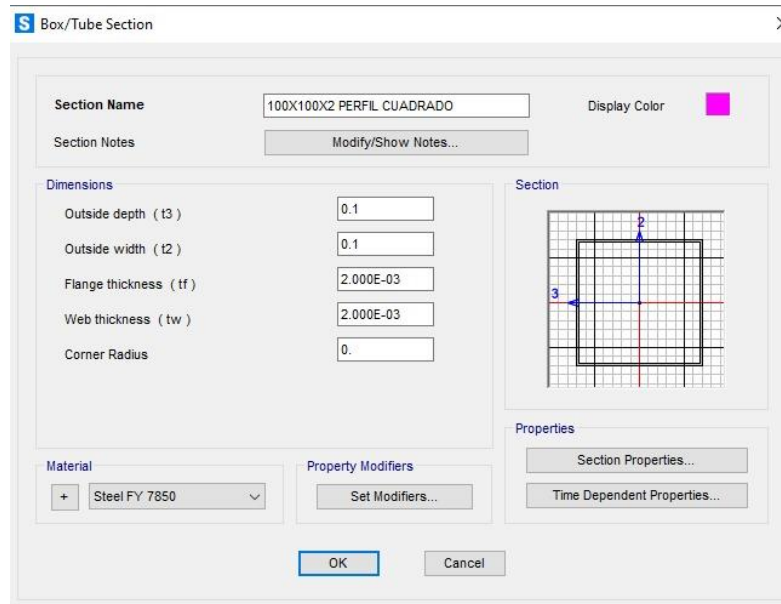 S Box/Tube Section
Section Name 100X100X2 PERFIL CUADRADO Display Color
Section Notes Modify/Show Notes...
Dimensions
Outside depth ( t3 ) 0.1
Outside width ( t2 ) 0.1
Flange thickness ( tf ) 2.000E-03
Web thickness ( tw ) 2.000E-03
Corner Radius 0.
Section
2
3
Properties
Section Properties...
Time Dependent Properties...
Material
+ Steel FY 7850
Property Modifiers
Set Modifiers...
OK Cancel